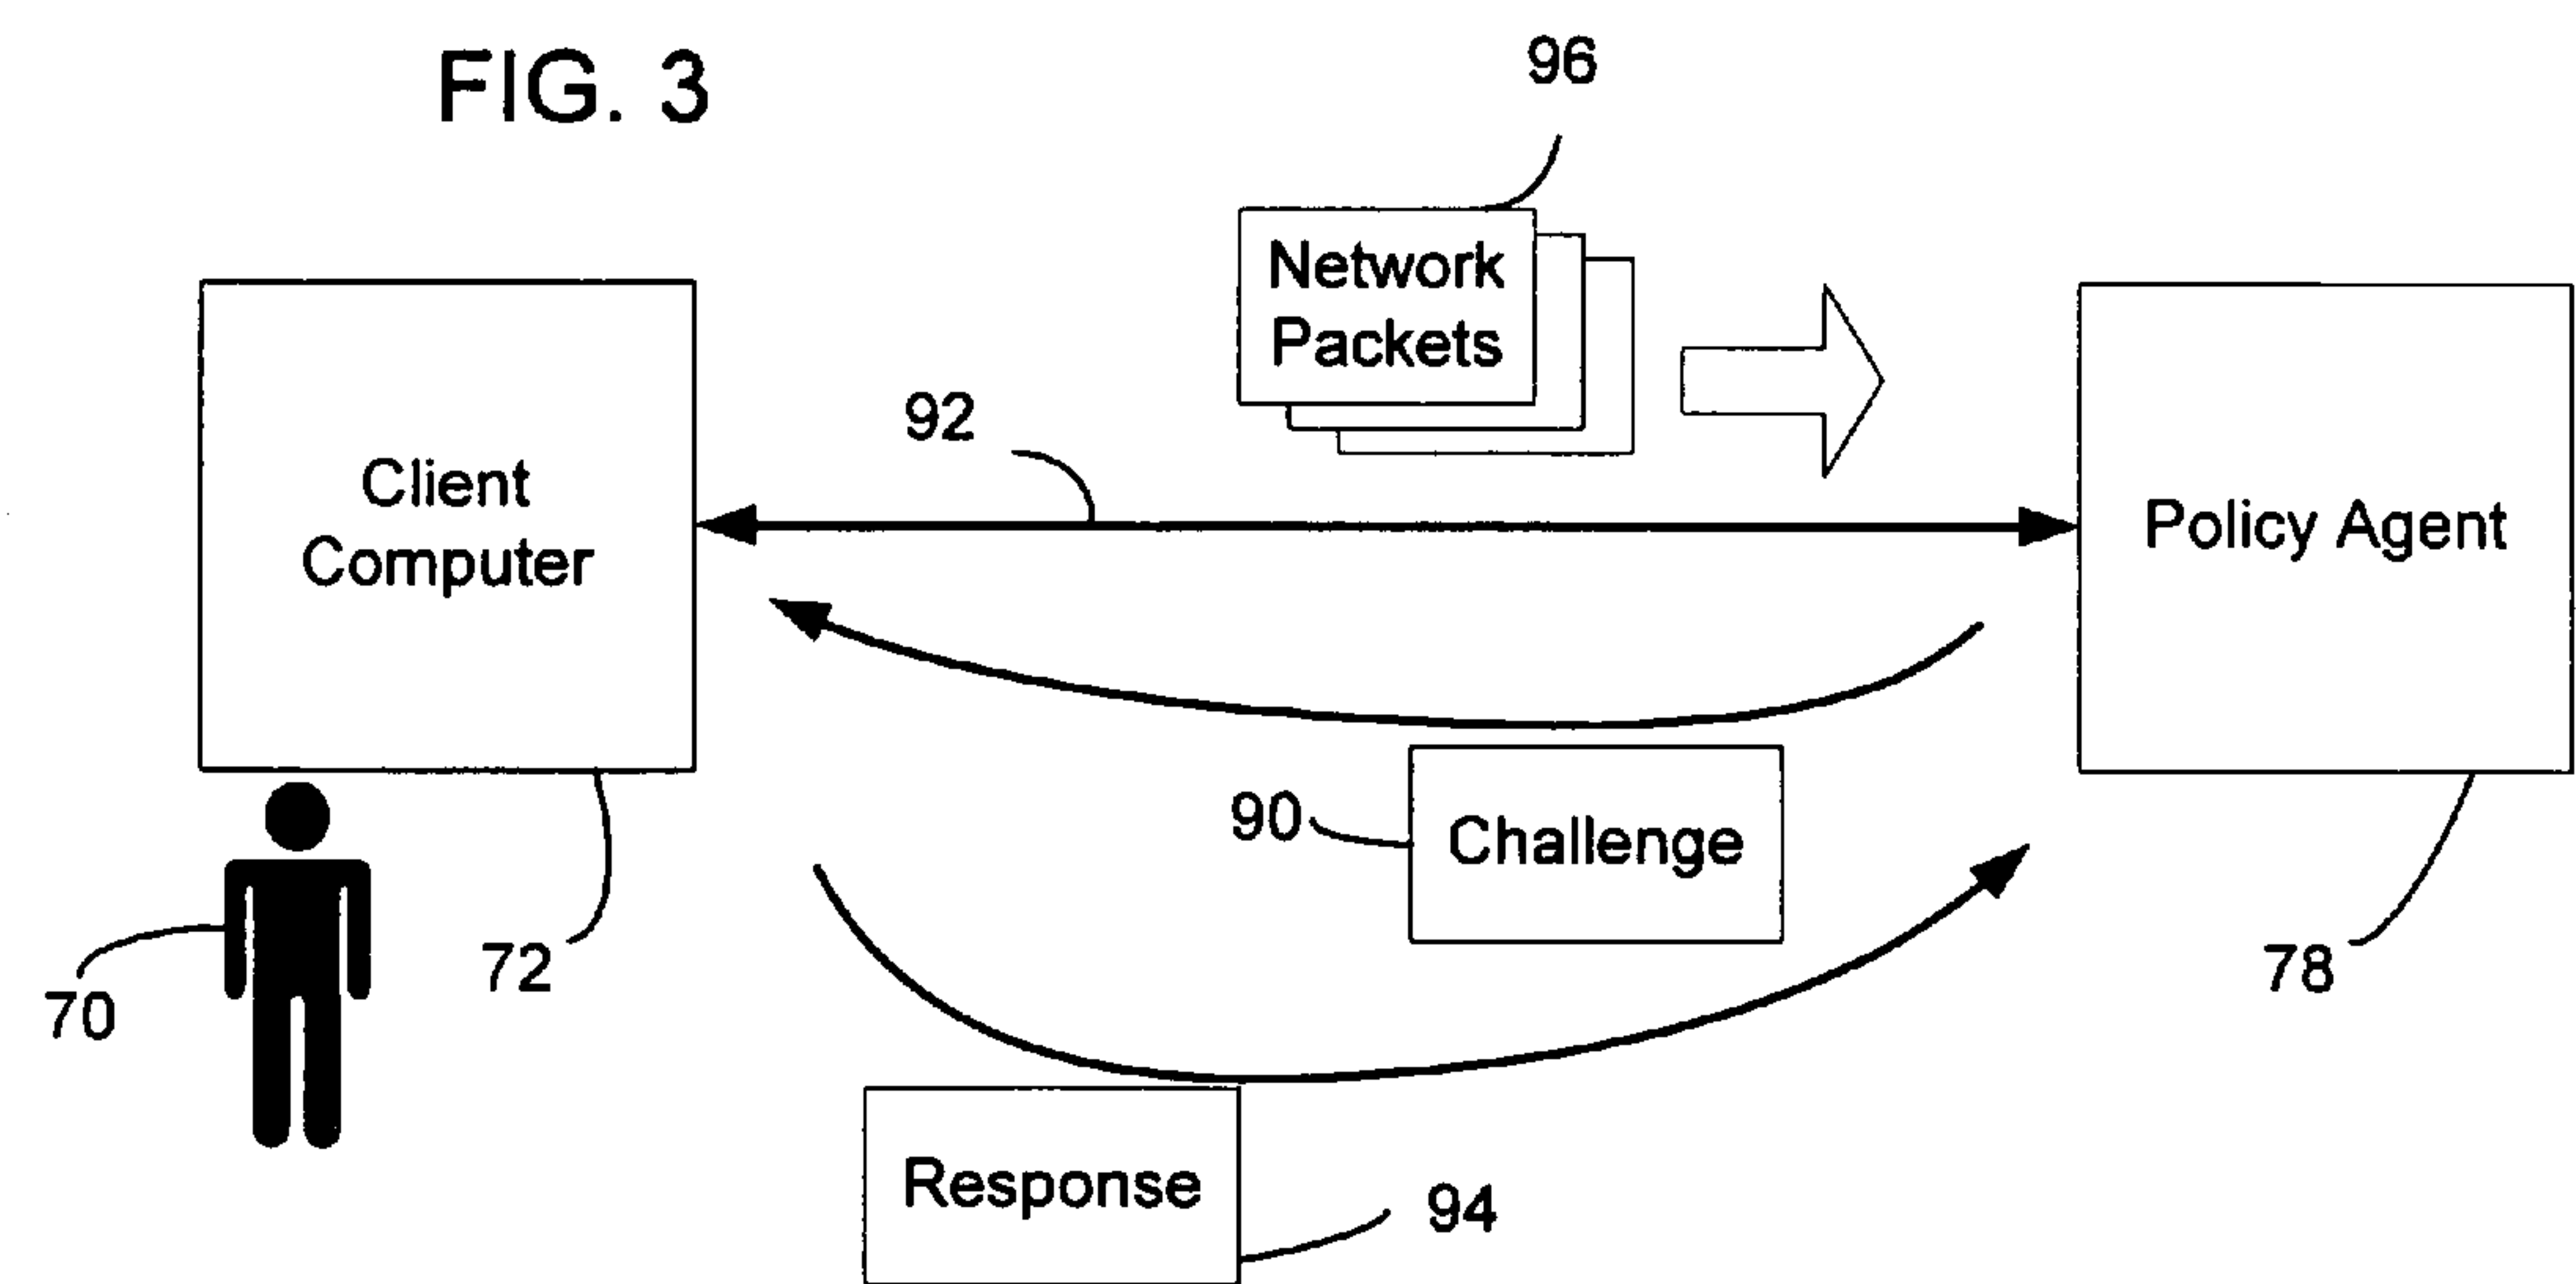 FIG. 3
96
Network
Packets
92
Client
Computer
Policy Agent
90
Challenge
72
78
70
Response
94